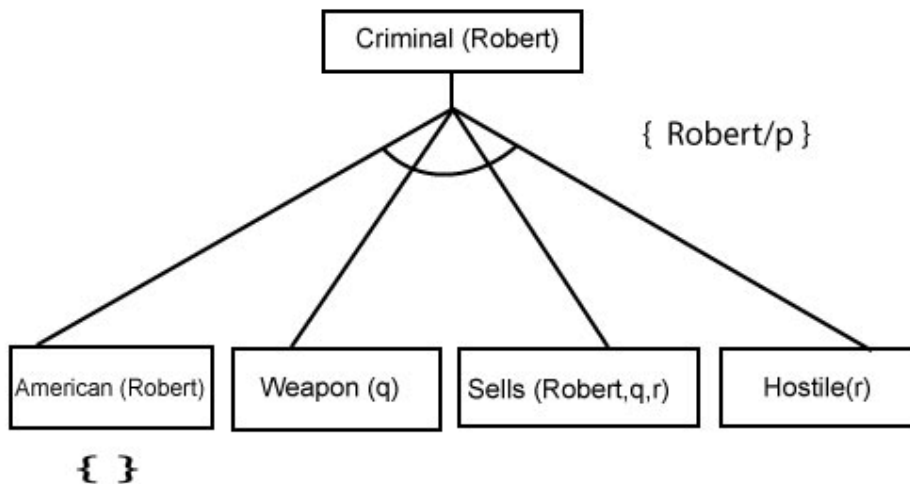 Criminal (Robert)
{ Robert/p }
American (Robert)
Weapon (q)
Sells (Robert,q,r)
Hostile(r)
{ }